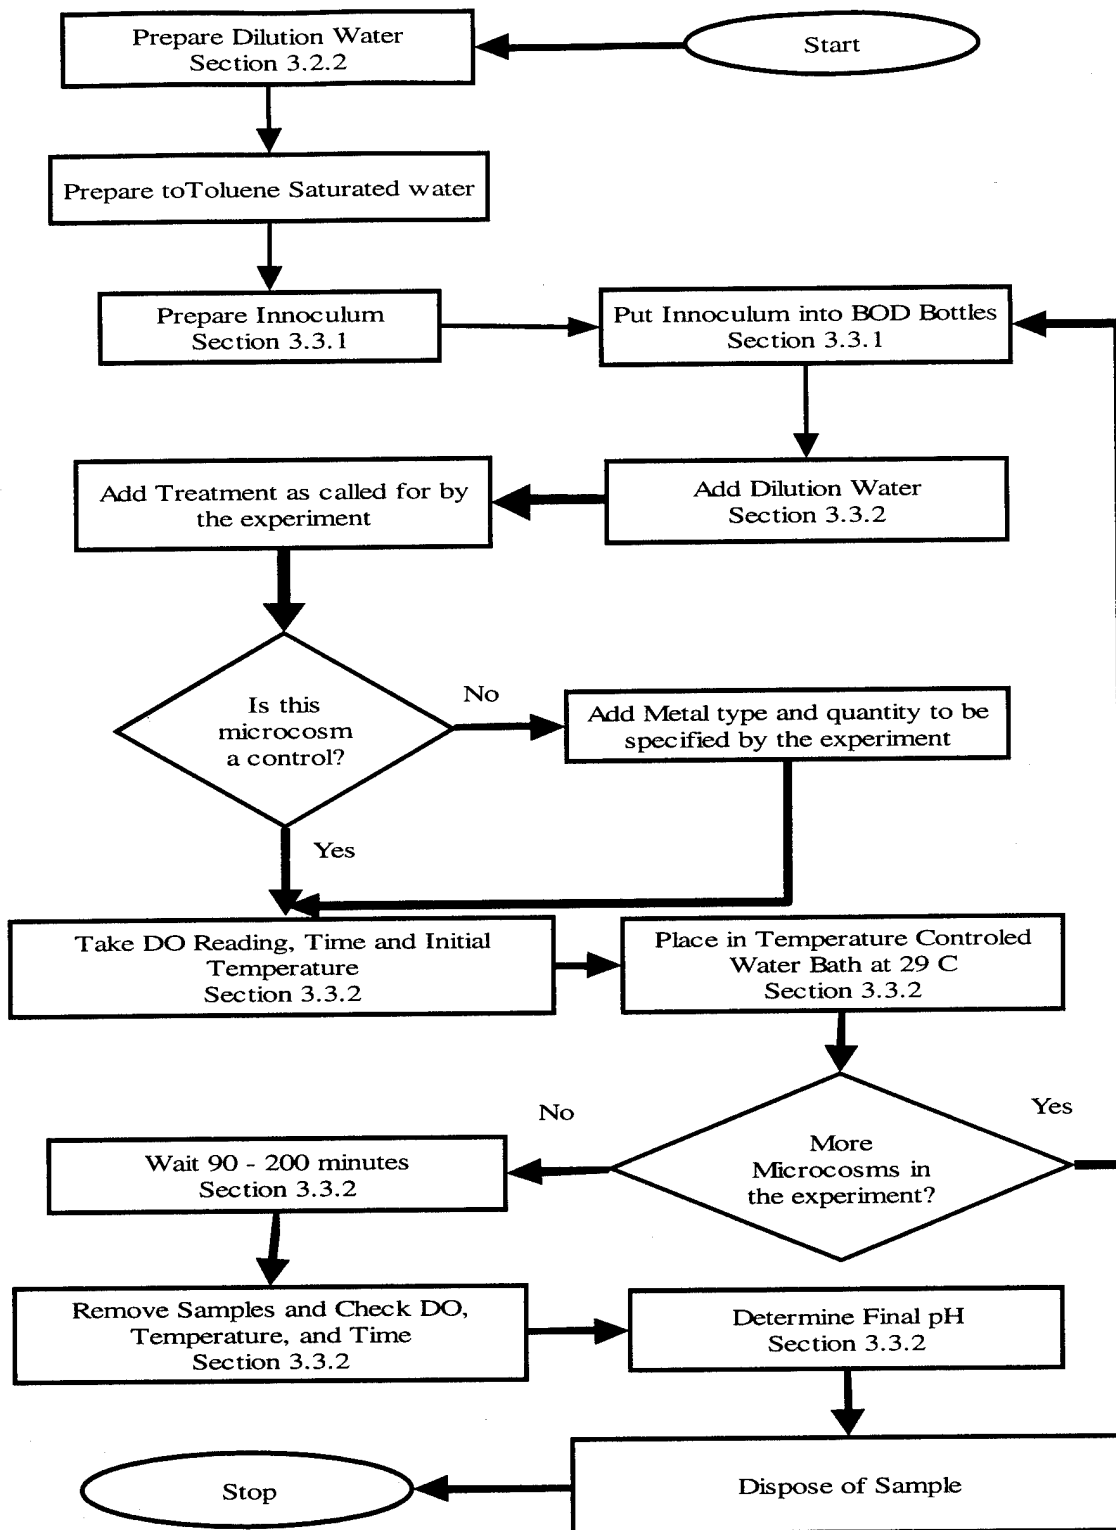 Prepare Dilution Water
Section 3.2.2
Start
Prepare toToluene Saturated water
Prepare Innoculum
Section 3.3.1
Put Innoculum into BOD Bottles
Section 3.3.1
Add Treatment as called for by
the experiment
Add Dilution Water
Section 3.3.2
Is this
microcosm
a control?
No
Add Metal type and quantity to be
specified by the experiment
Yes
Take DO Reading, Time and Initial
Temperature
Section 3.3.2
Place in Temperature Controled
Water Bath at 29 C
Section 3.3.2
More
Microcosms in
the experiment?
No
Yes
Wait 90 - 200 minutes
Section 3.3.2
Remove Samples and Check DO,
Temperature, and Time
Section 3.3.2
Determine Final pH
Section 3.3.2
Dispose of Sample
Stop